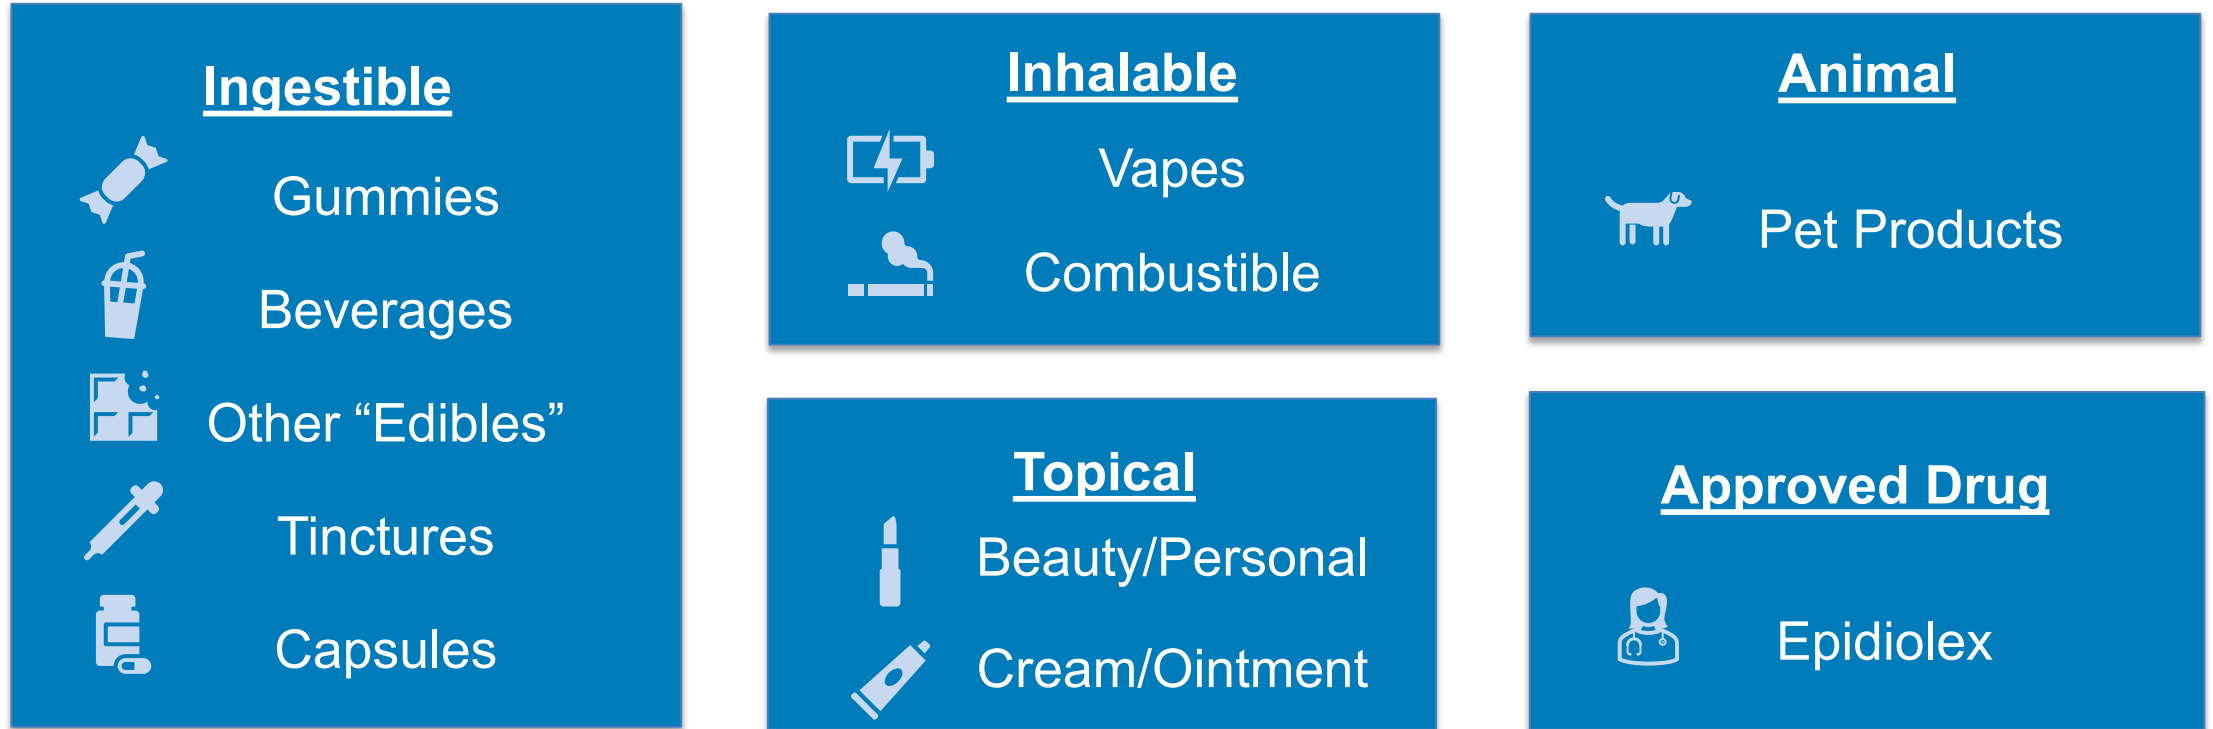 Ingestible
Gummies
Beverages
Other “Edibles”
Tinctures
Capsules
Inhalable
Vapes
Combustible
Topical
Beauty/Personal
Cream/Ointment
Animal
Pet Products
Approved Drug
Epidiolex